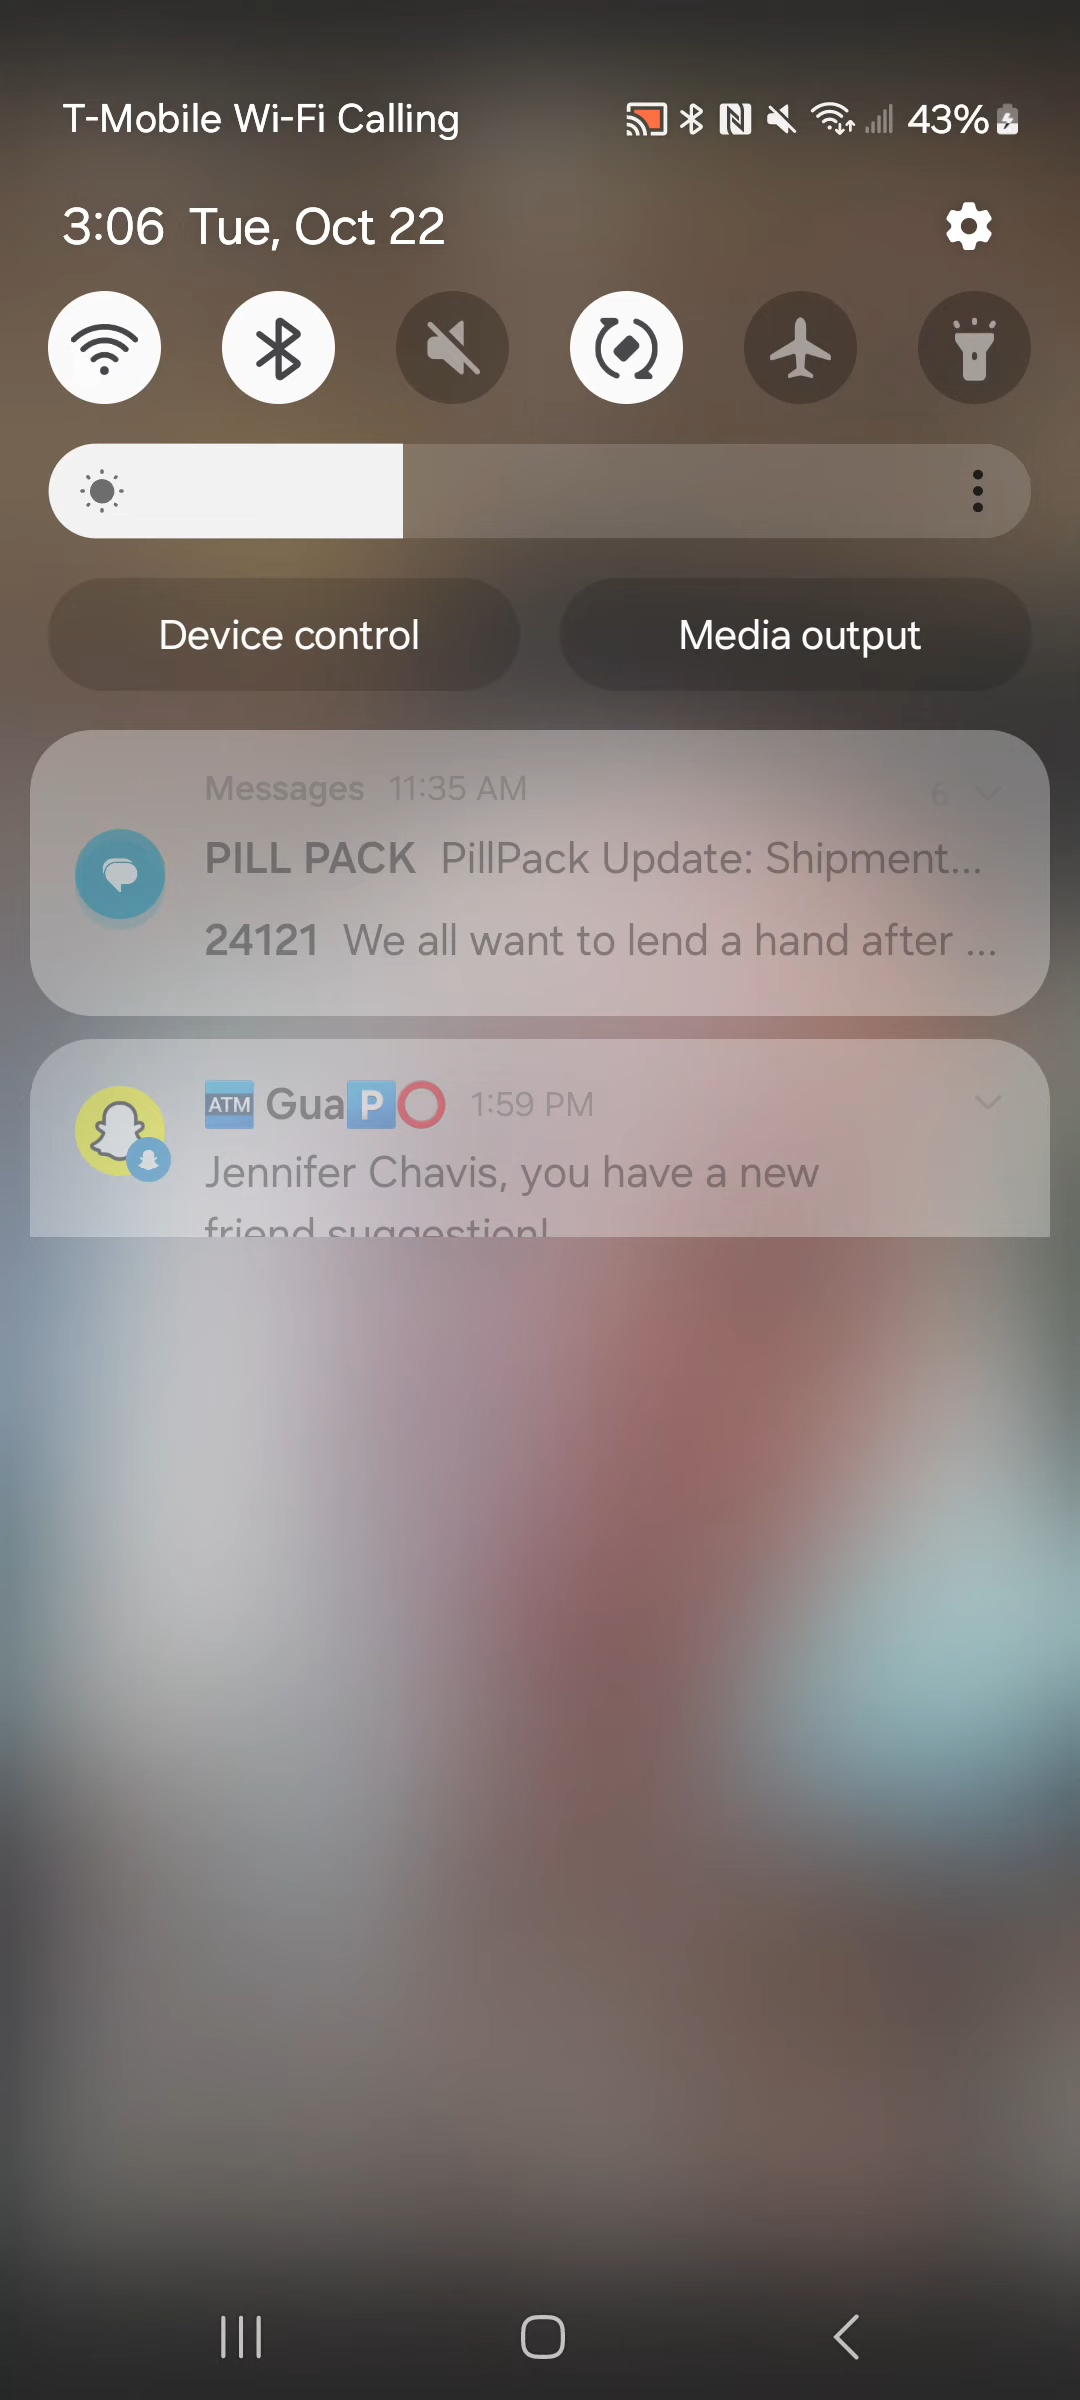 T-Mobile Wi-Fi Calling 43%
3:06 Tue, Oct 22
Device control Media output
Messages 11:35 AM 6
PILL PACK PillPack Update: Shipment...
24121 We all want to lend a hand after ...
ATM Gua P 1:59 PM
Jennifer Chavis, you have a new
friend suggestion!